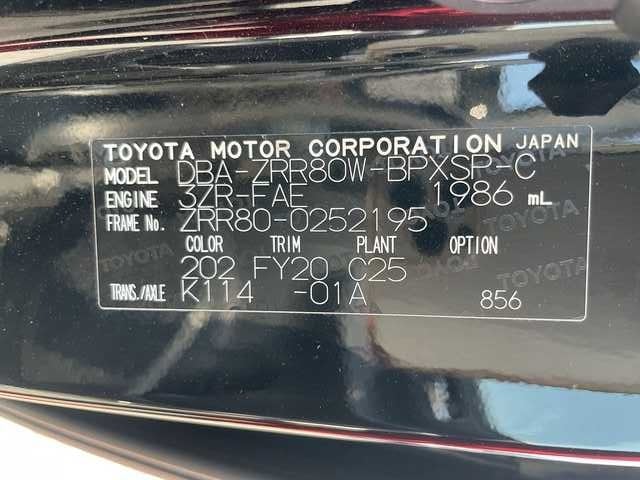 TOYOTA MOTOR CORPORATION JAPAN
MODEL DBA-ZRR80W-BPXSP-C
ENGINE 3ZR-FAE 1986 mL
FRAME No. ZRR80-0252195
COLOR TRIM PLANT OPTION
202 FY20 C25
TRANS./AXLE K114 -01A 856